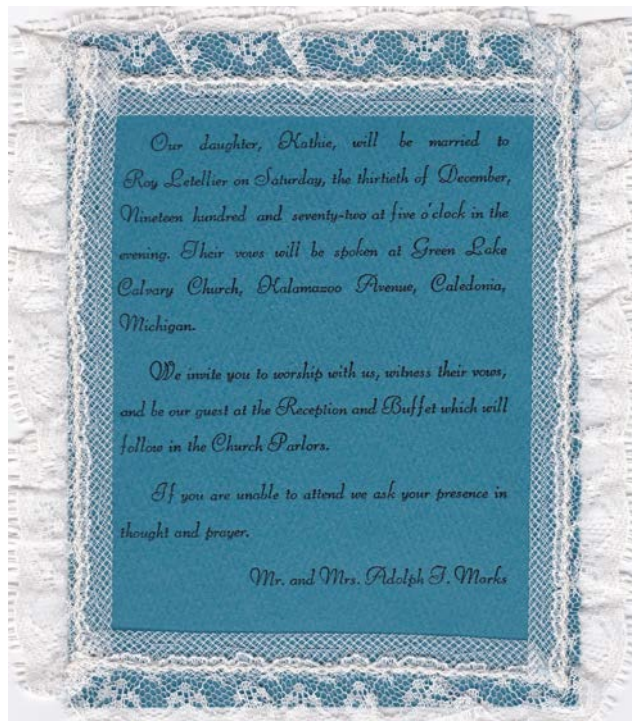 Our daughter, Kathie, will be married to
Roy Letellier on Saturday, the thirtieth of December,
Nineteen hundred and seventy-two at five o'clock in the
evening. Their vows will be spoken at Green Lake
Calvary Church, Kalamazoo Avenue, Caledonia,
Michigan.
We invite you to worship with us, witness their vows,
and be our guest at the Reception and Buffet which will
follow in the Church Parlors.
If you are unable to attend we ask your presence in
thought and prayer.
Mr. and Mrs. Adolph J. Marks